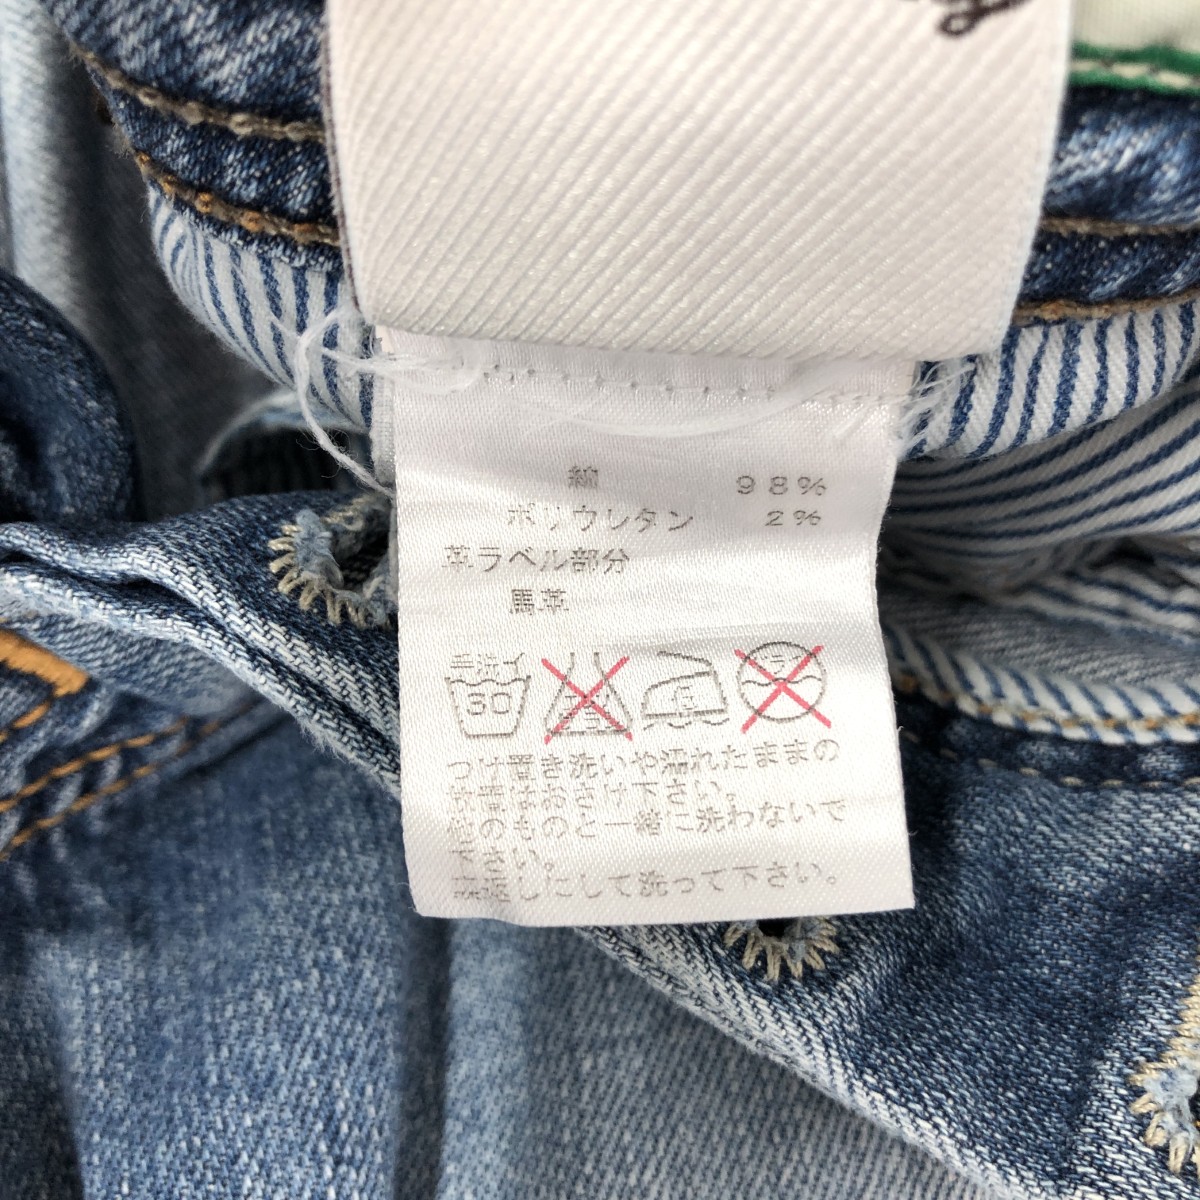 綿 98%
ポリウレタン 2%
革ラベル部分
馬革
手洗イ
30
つけ置き洗いや濡れたままの
放置はおさけ下さい。
他のものと一緒に洗わないで
下さい。
裏返しにして洗って下さい。